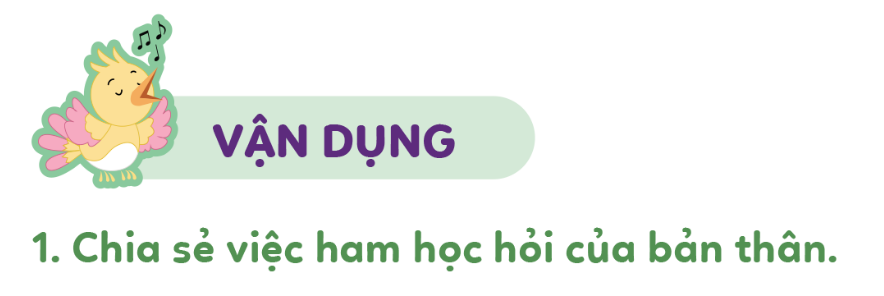 VẬN DỤNG
1. Chia sẻ việc ham học hỏi của bản thân.